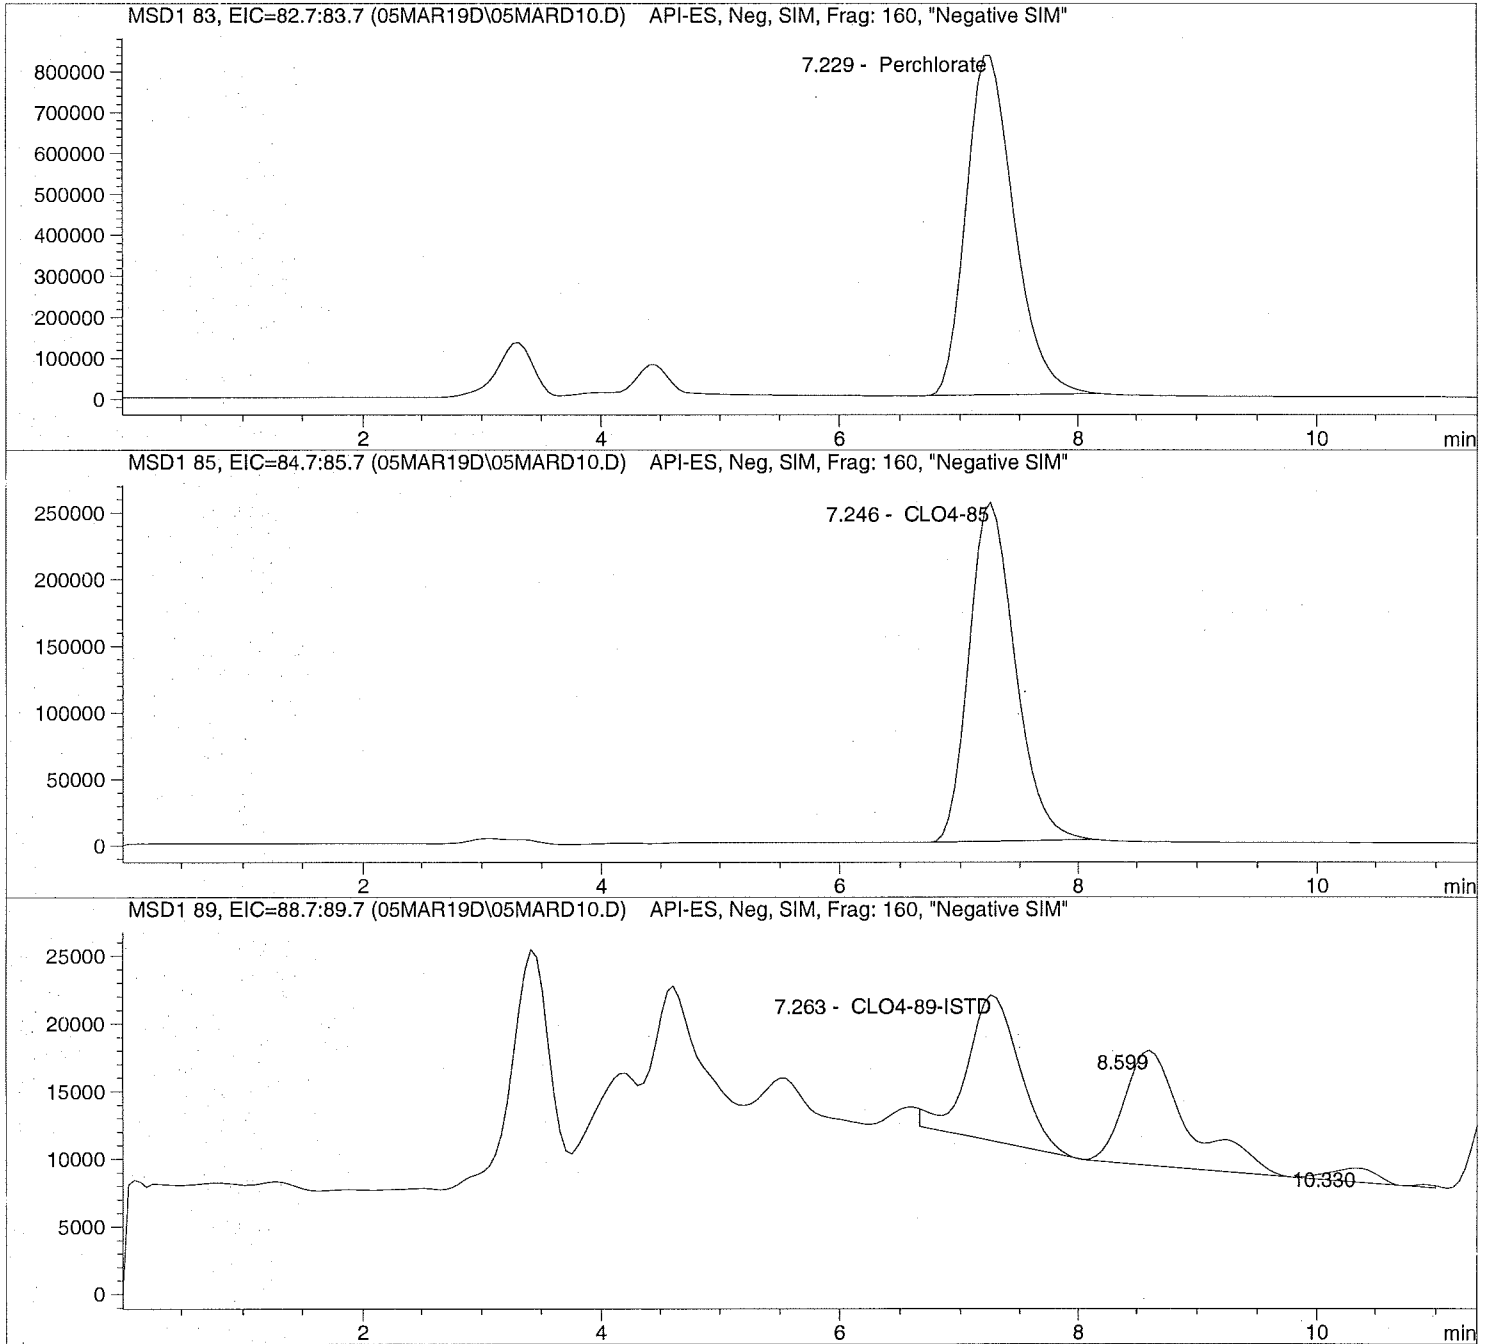 MSD1 83, EIC=82.7:83.7 (05MAR19D\05MARD10.D) API-ES, Neg, SIM, Frag: 160, "Negative SIM"
7.229 - Perchlorate
800000
700000
600000
500000
400000
300000
200000
100000
0
2 4 6 8 10 min
MSD1 85, EIC=84.7:85.7 (05MAR19D\05MARD10.D) API-ES, Neg, SIM, Frag: 160, "Negative SIM"
7.246 - CLO4-85
250000
200000
150000
100000
50000
0
2 4 6 8 10 min
MSD1 89, EIC=88.7:89.7 (05MAR19D\05MARD10.D) API-ES, Neg, SIM, Frag: 160, "Negative SIM"
25000
7.263 - CLO4-89-ISTD
20000
8.599
15000
10000
10.330
5000
0
2 4 6 8 10 min